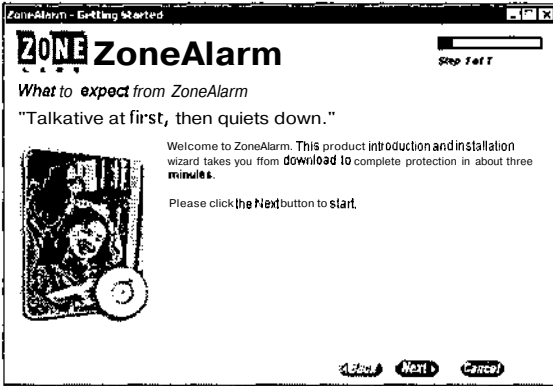 ZoneAlarm - Getting Started
ZONE ZoneAlarm
LABS
Step 1 of 7
What to expect from ZoneAlarm
"Talkative at first, then quiets down."
Welcome to ZoneAlarm. This product introduction and installation
wizard takes you ffom download to complete protection in about three
minules.
Please click the Next button to start.
<Back Next> Cancel